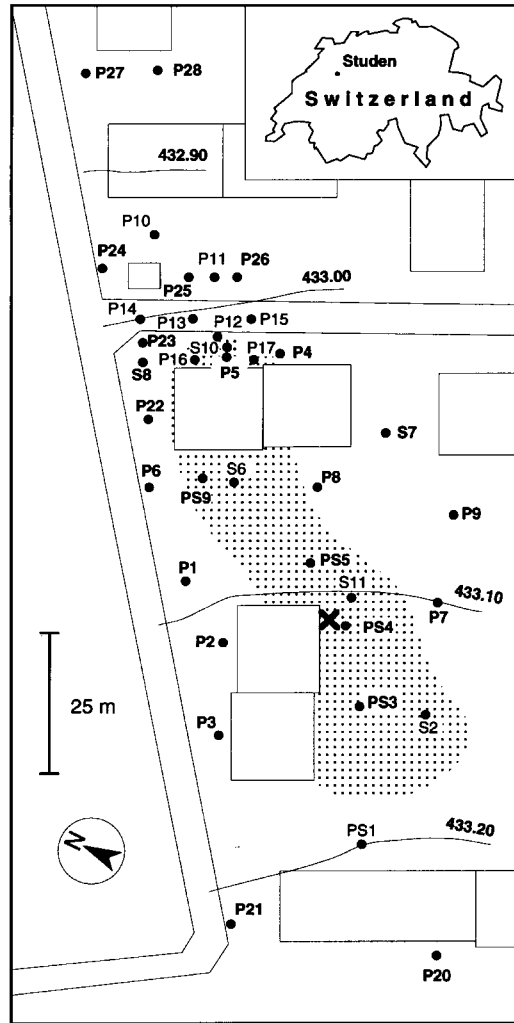 P27
P28
Studen
Switzerland
432.90
P10
P24
P11
P26
P25
433.00
P14
P13
P12
P15
P23
S10
P17
P4
S8
P16
P5
P22
S7
P6
PS9
S6
P8
P9
PS5
P1
S11
433.10
P7
P2
PS4
25 m
PS3
S2
P3
N
PS1
433.20
P21
P20